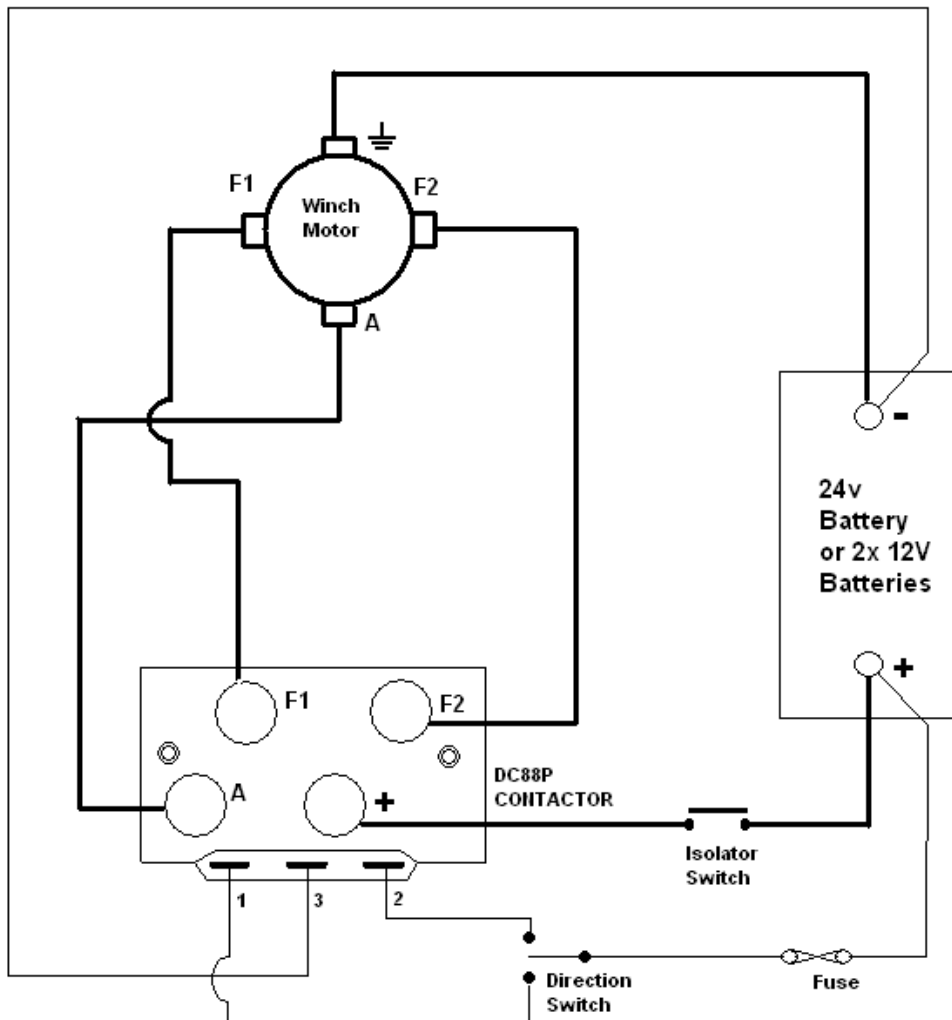 F1
F2
Winch
Motor
A
-
24v
Battery
or 2x 12V
Batteries
+
F1
F2
A
+
DC88P
CONTACTOR
Isolator
Switch
1
3
2
Direction
Switch
Fuse